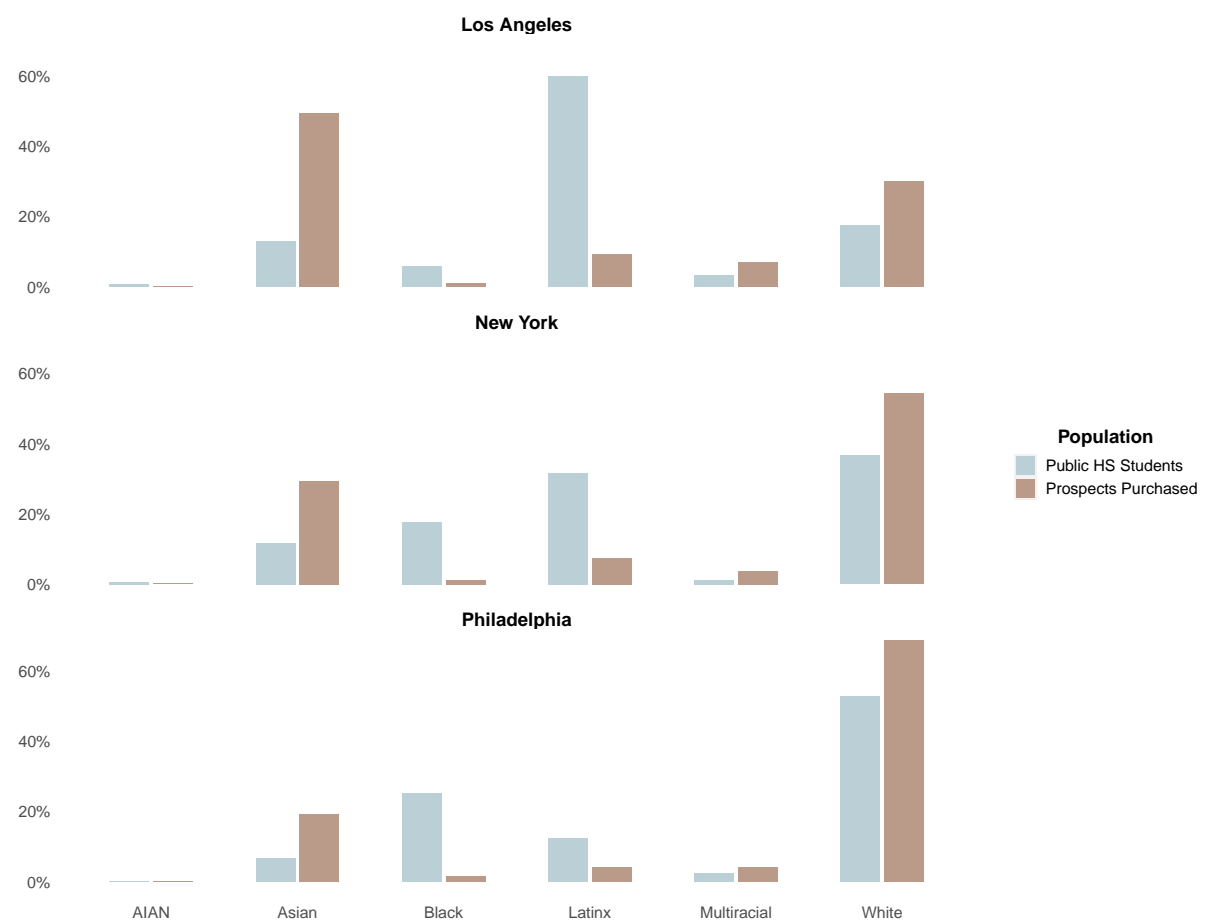 Los Angeles
60%
40%
20%
0%
New York
60%
40%
20%
0%
Philadelphia
60%
40%
20%
0%
AIAN Asian Black Latinx Multiracial White
Population
Public HS Students
Prospects Purchased